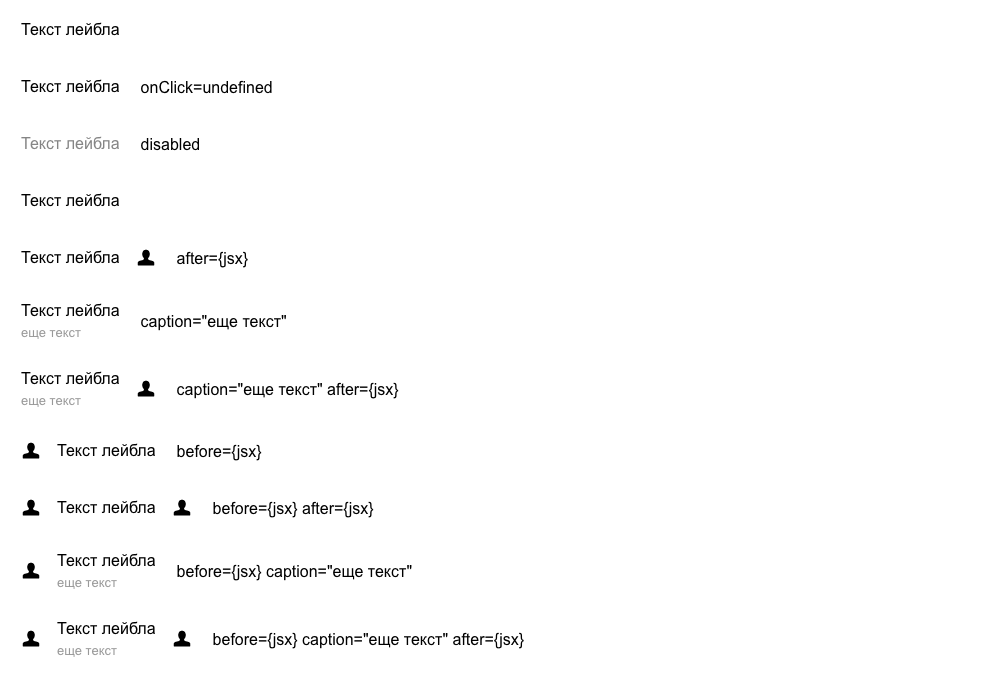 Текст лейбла
Текст лейбла onClick=undefined
Текст лейбла disabled
Текст лейбла
Текст лейбла after={jsx}
Текст лейбла
еще текст
caption="еще текст"
Текст лейбла
еще текст
caption="еще текст" after={jsx}
Текст лейбла before={jsx}
Текст лейбла before={jsx} after={jsx}
Текст лейбла
еще текст
before={jsx} caption="еще текст"
Текст лейбла
еще текст
before={jsx} caption="еще текст" after={jsx}